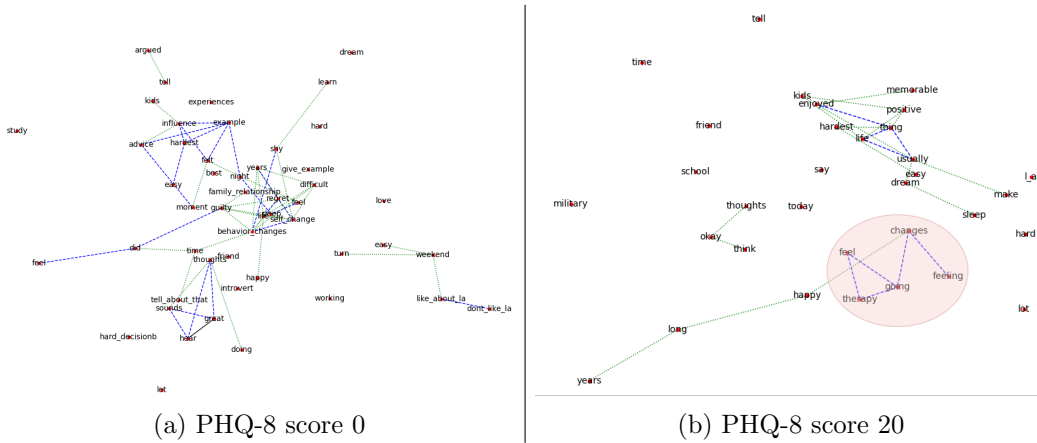 argued
dream
tell
learn
kids
experiences
study
influence
example
hard
advice
hardest
shy
felt
years
best
night
give_example
easy
family_relationship
difficult
regret
moment
guilty
feel
love
self_change
behavior_changes
did
time
easy
feel
thoughts
friend
turn
weekend
happy
introvert
tell_about_that
working
like_about_la
sounds
dont_like_la
great
hard_decisionb
hear
doing
lot
(a) PHQ-8 score 0
tell
time
kids
memorable
enjoyed
positive
friend
hardest
thing
life
usually
school
say
easy
dream
l_a
military
thoughts
today
make
sleep
okay
changes
hard
think
feel
feeling
going
happy
therapy
lot
long
years
(b) PHQ-8 score 20